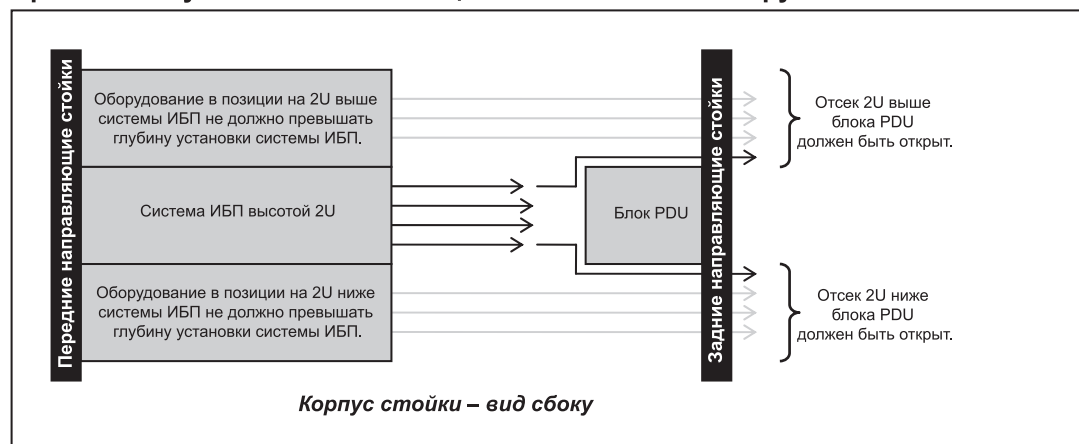 Передние направляющие стойки
Оборудование в позиции на 2U выше
системы ИБП не должно превышать
глубину установки системы ИБП.
Система ИБП высотой 2U
Оборудование в позиции на 2U ниже
системы ИБП не должно превышать
глубину установки системы ИБП.
Блок PDU
Задние направляющие стойки
Отсек 2U выше
блока PDU
должен быть открыт.
Отсек 2U ниже
блока PDU
должен быть открыт.
Корпус стойки – вид сбоку